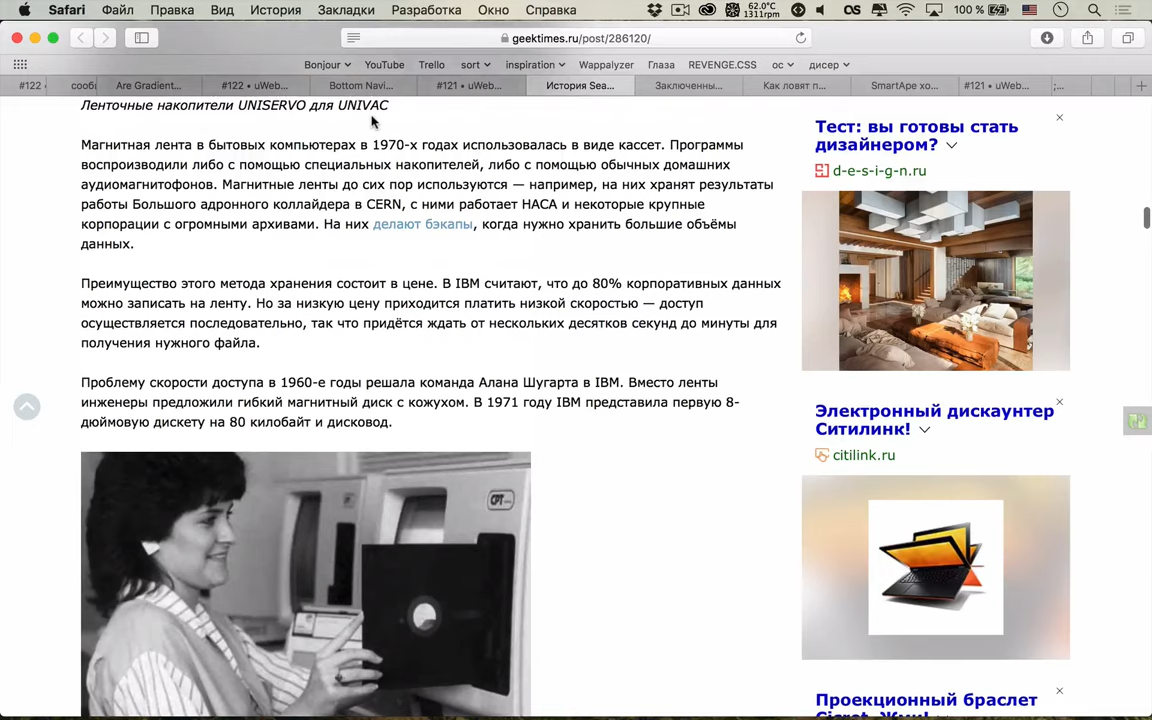 Safari Файл Правка Вид История Закладки Разработка Окно Справка 62.0°C 1311rpm 100 %
geektimes.ru/post/286120/
Bonjour YouTube Trello sort inspiration Wappalyzer Глаза REVENGE.CSS ос дисер
#122 сооб Are Gradient... #122 • uWeb... Bottom Navi... #121 • uWeb... История Sea... Заключенны... Как ловят п... SmartApe хо... #121 • uWeb...
Ленточные накопители UNISERVO для UNIVAC
Магнитная лента в бытовых компьютерах в 1970-х годах использовалась в виде кассет. Программы
воспроизводили либо с помощью специальных накопителей, либо с помощью обычных домашних
аудиомагнитофонов. Магнитные ленты до сих пор используются — например, на них хранят результаты
работы Большого адронного коллайдера в CERN, с ними работает НАСА и некоторые крупные
корпорации с огромными архивами. На них делают бэкапы, когда нужно хранить большие объёмы
данных.
Преимущество этого метода хранения состоит в цене. В IBM считают, что до 80% корпоративных данных
можно записать на ленту. Но за низкую цену приходится платить низкой скоростью — доступ
осуществляется последовательно, так что придётся ждать от нескольких десятков секунд до минуты для
получения нужного файла.
Проблему скорости доступа в 1960-е годы решала команда Алана Шугарта в IBM. Вместо ленты
инженеры предложили гибкий магнитный диск с кожухом. В 1971 году IBM представила первую 8-
дюймовую дискету на 80 килобайт и дисковод.
CPT
Тест: вы готовы стать
дизайнером?
d-e-s-i-g-n.ru
Электронный дискаунтер
Ситилинк!
citilink.ru
Проекционный браслет